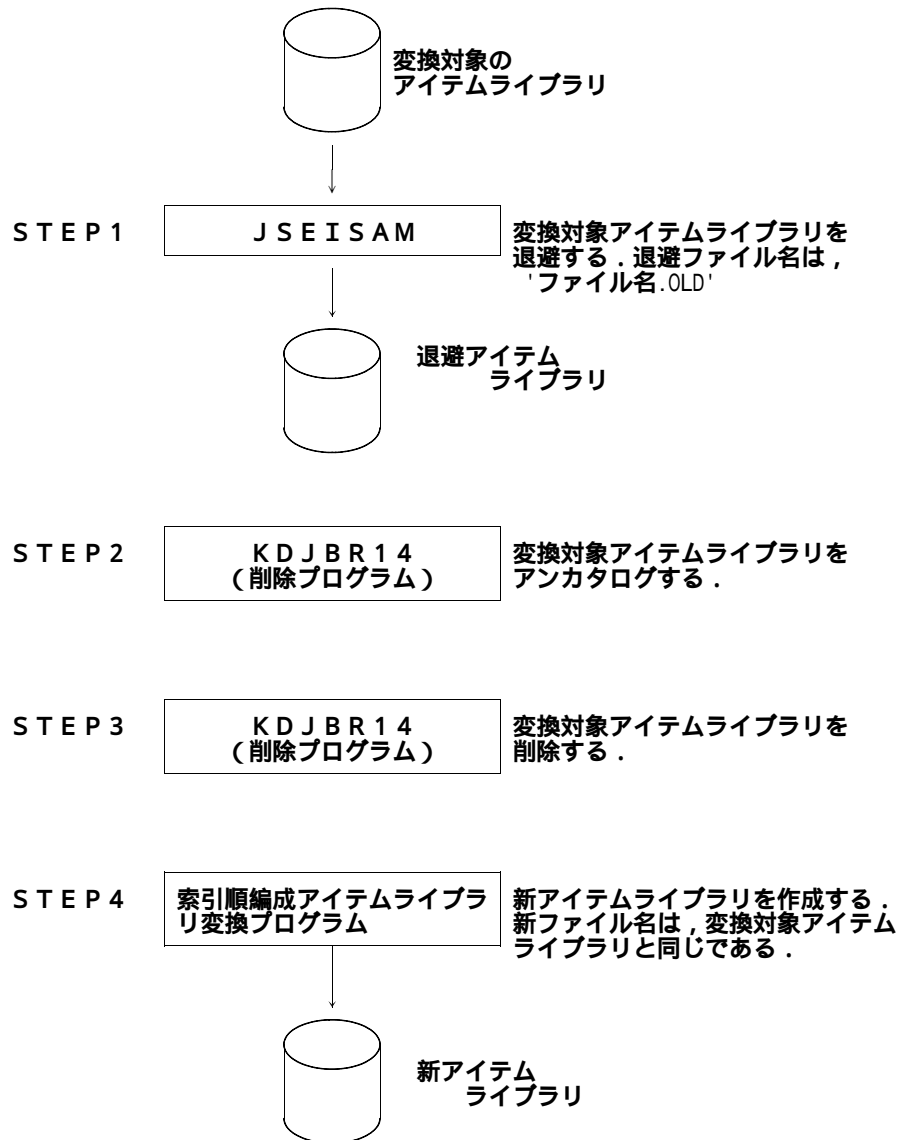 変換対象の
アイテムライブラリ
ＳＴＥＰ１
ＪＳＥＩＳＡＭ
変換対象アイテムライブラリを
退避する．退避ファイル名は，
'ファイル名.OLD'
退避アイテム
ライブラリ
ＳＴＥＰ２
ＫＤＪＢＲ１４
（削除プログラム）
変換対象アイテムライブラリを
アンカタログする．
ＳＴＥＰ３
ＫＤＪＢＲ１４
（削除プログラム）
変換対象アイテムライブラリを
削除する．
ＳＴＥＰ４
索引順編成アイテムライブラ
リ変換プログラム
新アイテムライブラリを作成する．
新ファイル名は，変換対象アイテム
ライブラリと同じである．
新アイテム
ライブラリ